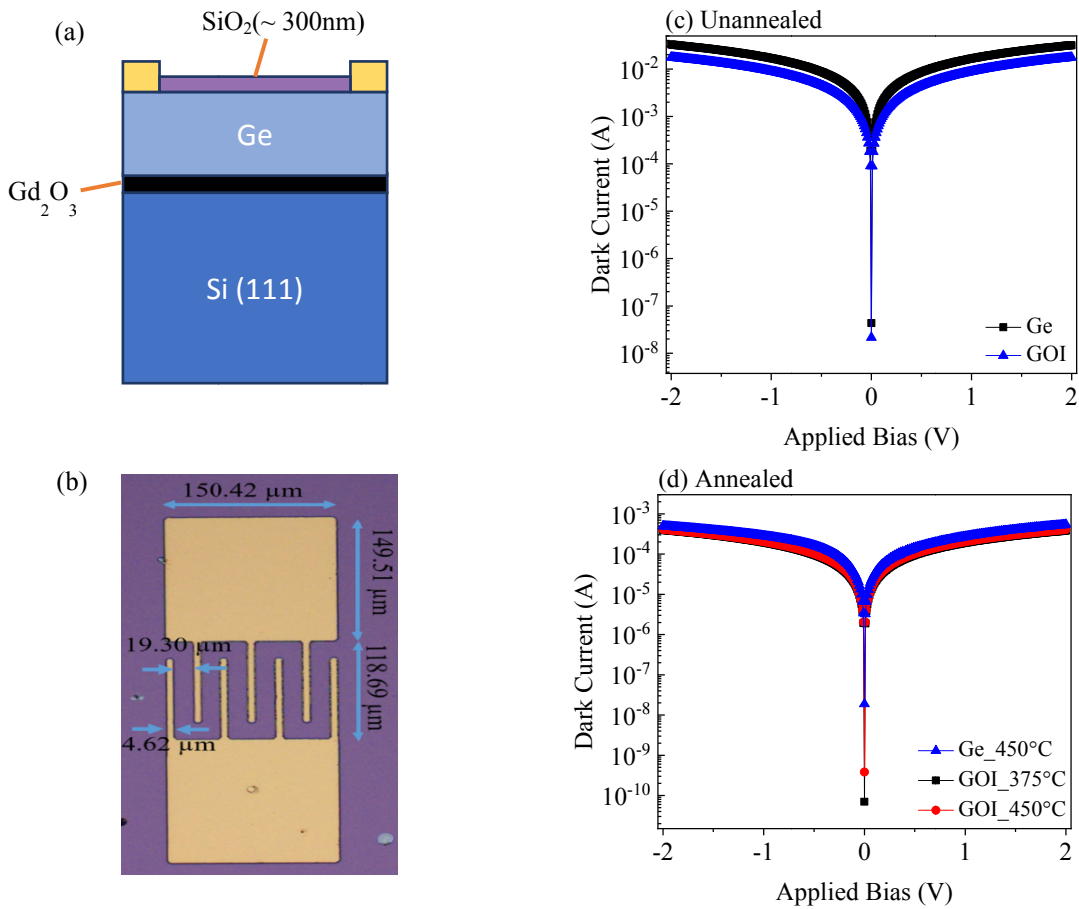 (a)
SiO₂(~ 300nm)
Ge
Gd₂O₃
Si (111)
(b)
150.42 µm
149.51 µm
19.30 µm
118.69 µm
4.62 µm
(c) Unannealed
Dark Current (A)
10⁻²
10⁻³
10⁻⁴
10⁻⁵
10⁻⁶
10⁻⁷
10⁻⁸
Ge
GOI
-2 -1 0 1 2
Applied Bias (V)
(d) Annealed
Dark Current (A)
10⁻³
10⁻⁴
10⁻⁵
10⁻⁶
10⁻⁷
10⁻⁸
10⁻⁹
10⁻¹⁰
Ge_450°C
GOI_375°C
GOI_450°C
-2 -1 0 1 2
Applied Bias (V)